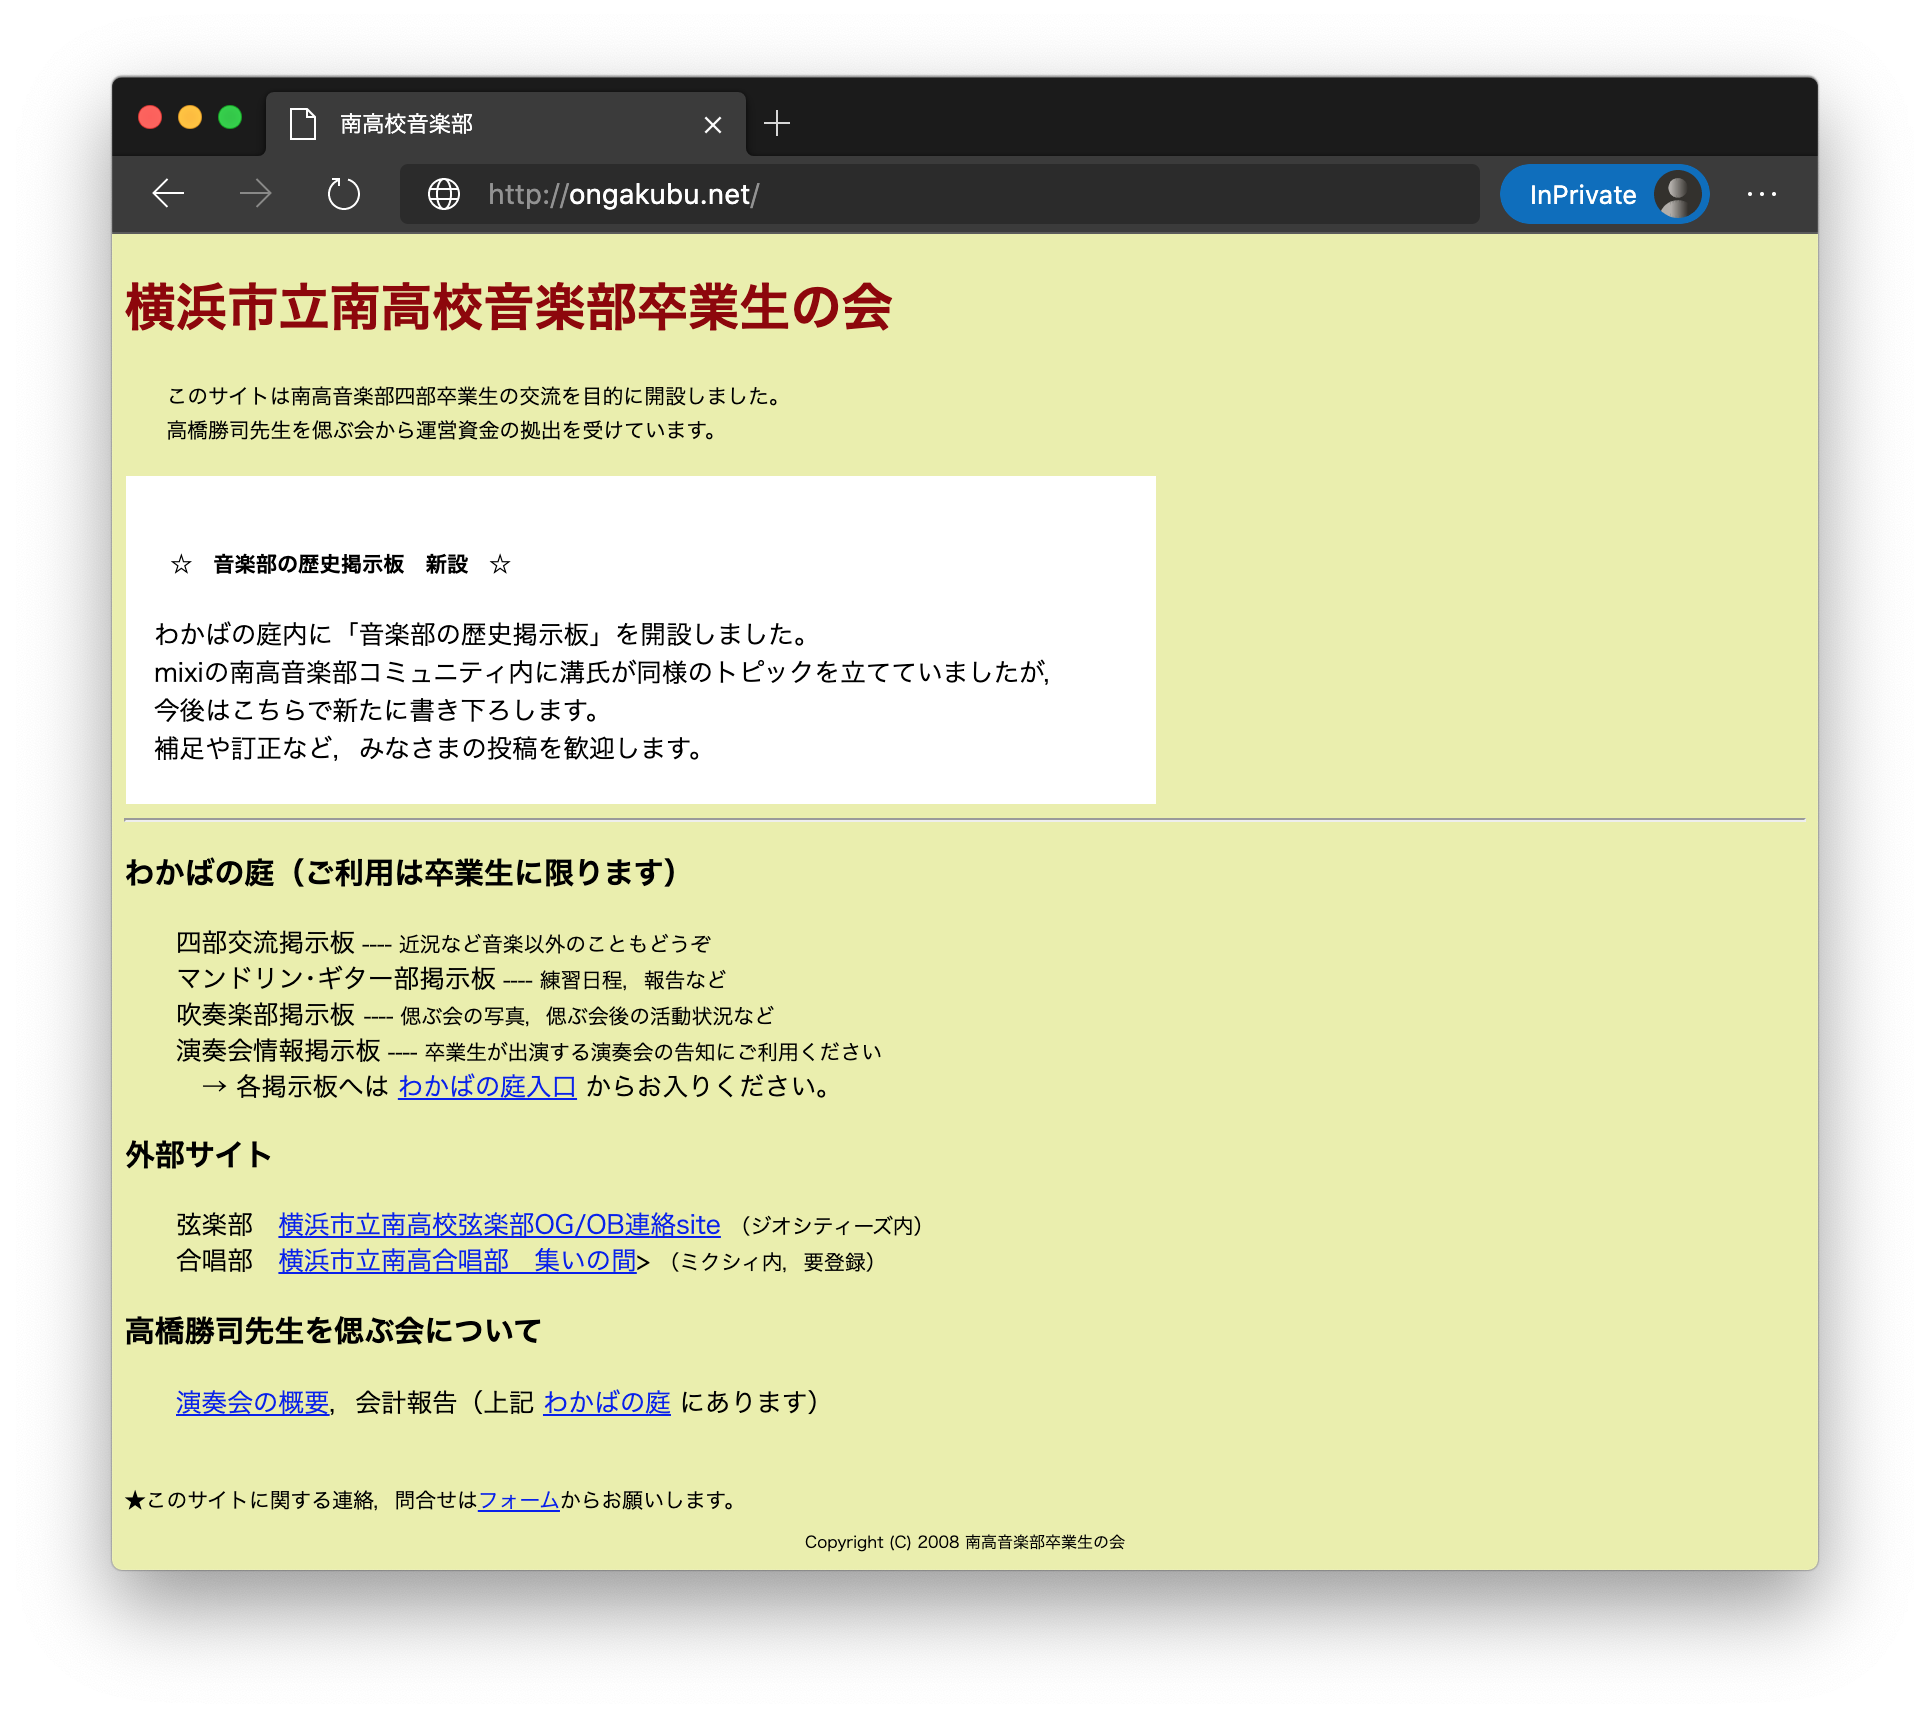 南高校音楽部
http://ongakubu.net/
InPrivate
横浜市立南高校音楽部卒業生の会
このサイトは南高音楽部四部卒業生の交流を目的に開設しました。
高橋勝司先生を偲ぶ会から運営資金の拠出を受けています。
☆　音楽部の歴史掲示板　新設　☆
わかばの庭内に「音楽部の歴史掲示板」を開設しました。
mixiの南高音楽部コミュニティ内に溝氏が同様のトピックを立てていましたが，
今後はこちらで新たに書き下ろします。
補足や訂正など，みなさまの投稿を歓迎します。
わかばの庭（ご利用は卒業生に限ります）
四部交流掲示板 ---- 近況など音楽以外のこともどうぞ
マンドリン･ギター部掲示板 ---- 練習日程，報告など
吹奏楽部掲示板 ---- 偲ぶ会の写真，偲ぶ会後の活動状況など
演奏会情報掲示板 ---- 卒業生が出演する演奏会の告知にご利用ください
→ 各掲示板へは わかばの庭入口 からお入りください。
外部サイト
弦楽部　横浜市立南高校弦楽部OG/OB連絡site （ジオシティーズ内）
合唱部　横浜市立南高合唱部　集いの間> （ミクシィ内，要登録）
高橋勝司先生を偲ぶ会について
演奏会の概要，会計報告（上記 わかばの庭 にあります）
★このサイトに関する連絡，問合せはフォームからお願いします。
Copyright (C) 2008 南高音楽部卒業生の会